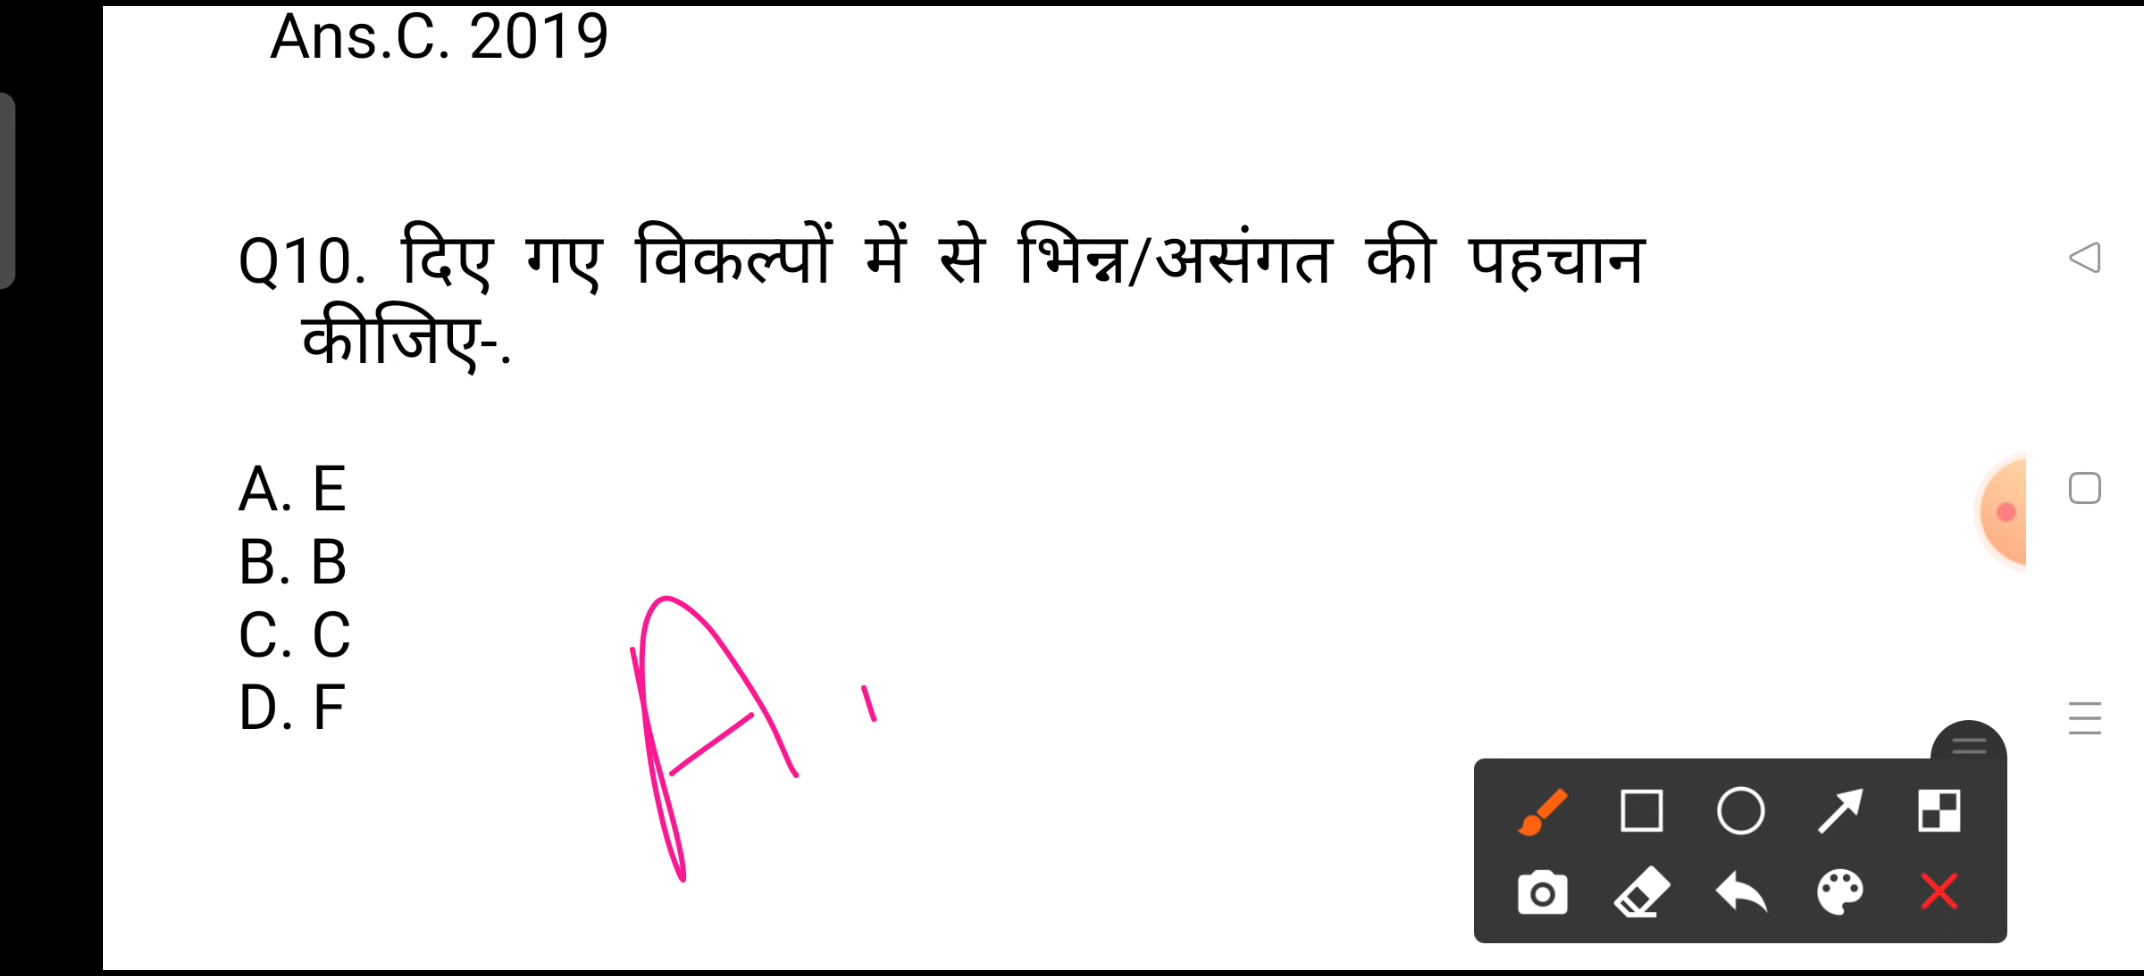 Ans.C. 2019
Q10. दिए गए विकल्पों में से भिन्न/असंगत की पहचान
कीजिए-.
A. E
B. B
C. C
D. F
A